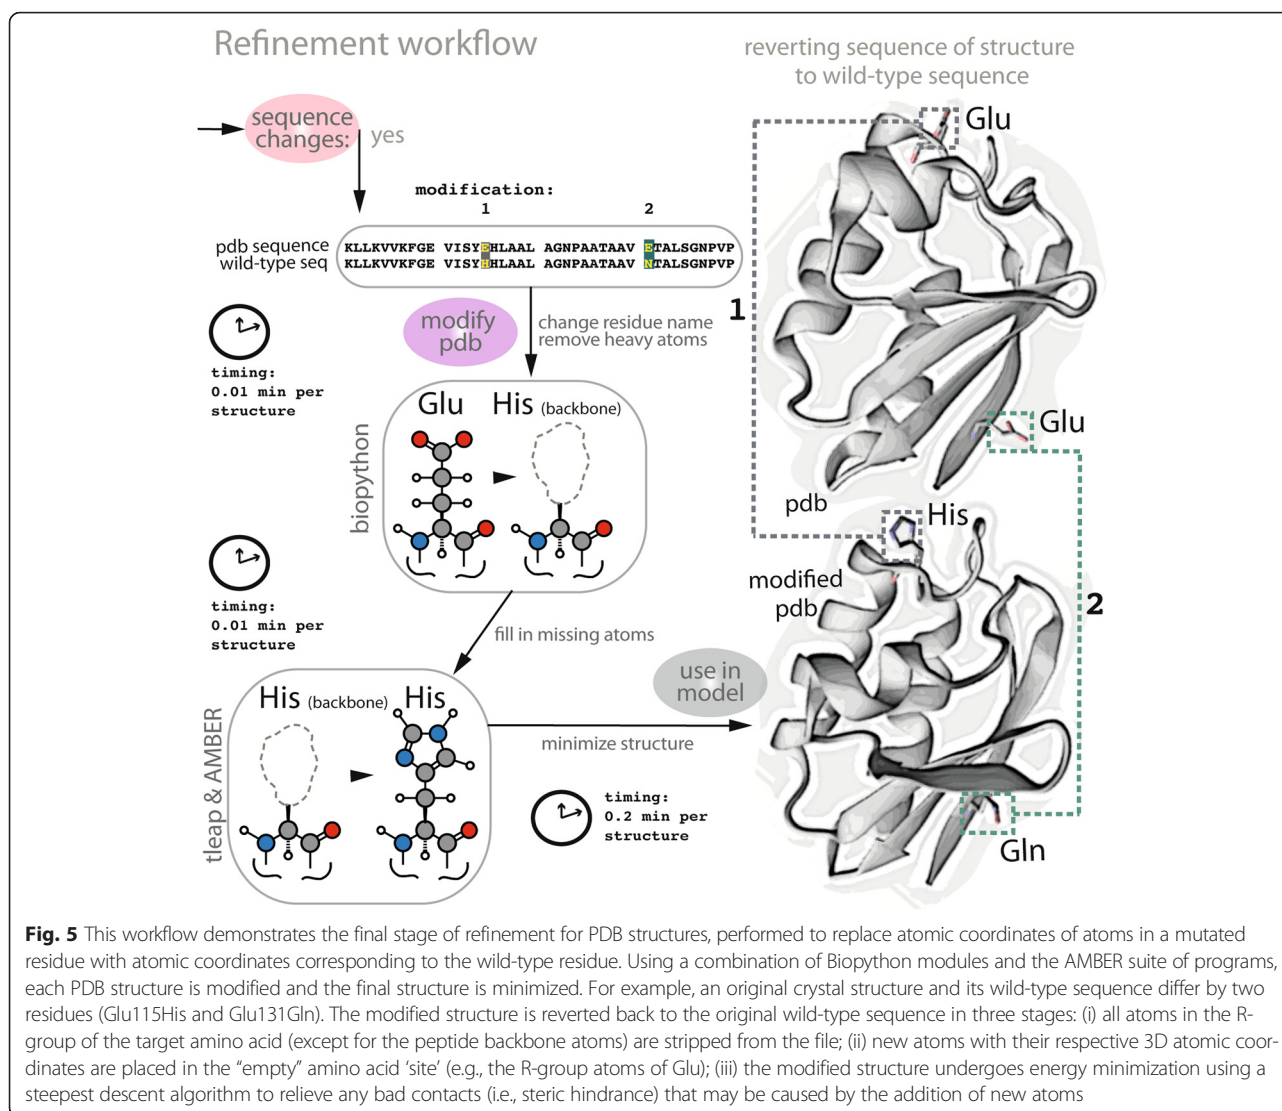 Refinement workflow
reverting sequence of structure
to wild-type sequence
sequence
changes:
yes
Glu
modification:
1
2
pdb sequence
KLLKVVKFGE VISYEHLAAL AGNPAATAAV ETALSGNPVP
wild-type seq
KLLKVVKFGE VISYHHLAAL AGNPAATAAV NTALSGNPVP
1
modify
pdb
change residue name
remove heavy atoms
timing:
0.01 min per
structure
Glu
His (backbone)
biopython
Glu
pdb
His
modified
pdb
2
timing:
0.01 min per
structure
fill in missing atoms
use in
model
His (backbone)
His
minimize structure
tleap & AMBER
timing:
0.2 min per
structure
Gln
Fig. 5 This workflow demonstrates the final stage of refinement for PDB structures, performed to replace atomic coordinates of atoms in a mutated
residue with atomic coordinates corresponding to the wild-type residue. Using a combination of Biopython modules and the AMBER suite of programs,
each PDB structure is modified and the final structure is minimized. For example, an original crystal structure and its wild-type sequence differ by two
residues (Glu115His and Glu131Gln). The modified structure is reverted back to the original wild-type sequence in three stages: (i) all atoms in the R-
group of the target amino acid (except for the peptide backbone atoms) are stripped from the file; (ii) new atoms with their respective 3D atomic coor-
dinates are placed in the “empty” amino acid ‘site’ (e.g., the R-group atoms of Glu); (iii) the modified structure undergoes energy minimization using a
steepest descent algorithm to relieve any bad contacts (i.e., steric hindrance) that may be caused by the addition of new atoms